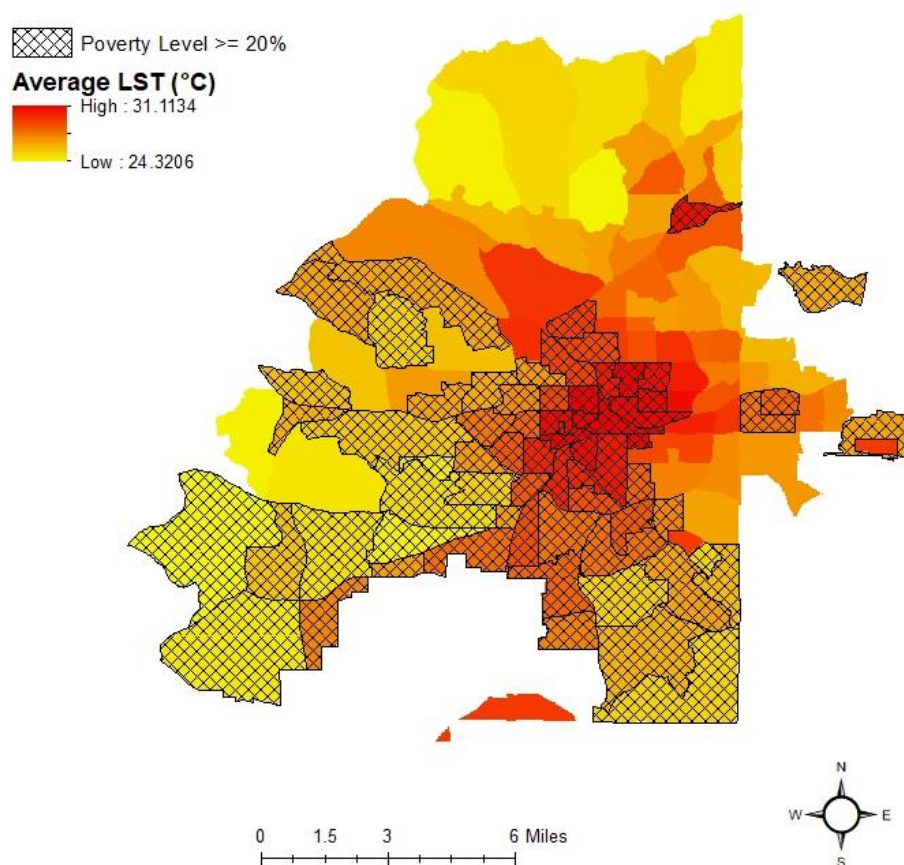 Poverty Level >= 20%
Average LST (°C)
High : 31.1134
Low : 24.3206
N
W E
S
0 1.5 3 6 Miles